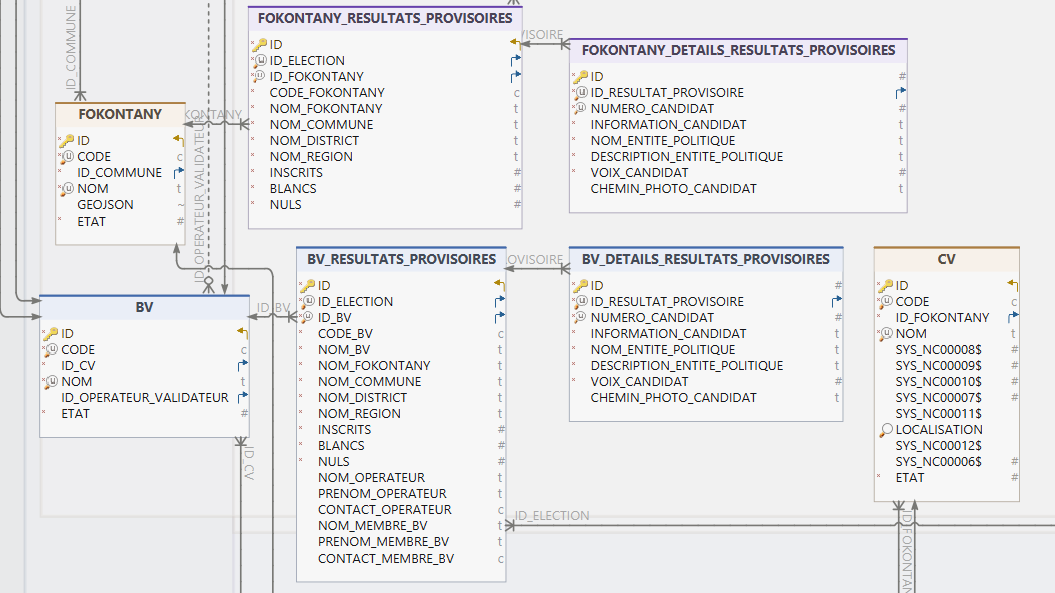 ID_COMMUNE
FOKONTANY
ID
CODE
c
ID_COMMUNE
NOM
t
GEOJSON
~
ETAT
#
KONTANY
ID_OPERATEUR_VALIDATEUR
FOKONTANY_RESULTATS_PROVISOIRES
ID
ID_ELECTION
ID_FOKONTANY
CODE_FOKONTANY
c
NOM_FOKONTANY
t
NOM_COMMUNE
t
NOM_DISTRICT
t
NOM_REGION
t
INSCRITS
#
BLANCS
#
NULS
#
VISOIRE
FOKONTANY_DETAILS_RESULTATS_PROVISOIRES
ID
#
ID_RESULTAT_PROVISOIRE
NUMERO_CANDIDAT
#
INFORMATION_CANDIDAT
t
NOM_ENTITE_POLITIQUE
t
DESCRIPTION_ENTITE_POLITIQUE
t
VOIX_CANDIDAT
#
CHEMIN_PHOTO_CANDIDAT
t
BV
ID
CODE
c
ID_CV
NOM
t
ID_OPERATEUR_VALIDATEUR
ETAT
#
ID_CV
ID_BV
BV_RESULTATS_PROVISOIRES
ID
ID_ELECTION
ID_BV
CODE_BV
c
NOM_BV
t
NOM_FOKONTANY
t
NOM_COMMUNE
t
NOM_DISTRICT
t
NOM_REGION
t
INSCRITS
#
BLANCS
#
NULS
#
NOM_OPERATEUR
t
PRENOM_OPERATEUR
t
CONTACT_OPERATEUR
c
NOM_MEMBRE_BV
t
PRENOM_MEMBRE_BV
t
CONTACT_MEMBRE_BV
c
OVISOIRE
ID_ELECTION
BV_DETAILS_RESULTATS_PROVISOIRES
ID
#
ID_RESULTAT_PROVISOIRE
NUMERO_CANDIDAT
#
INFORMATION_CANDIDAT
t
NOM_ENTITE_POLITIQUE
t
DESCRIPTION_ENTITE_POLITIQUE
t
VOIX_CANDIDAT
#
CHEMIN_PHOTO_CANDIDAT
t
CV
ID
CODE
c
ID_FOKONTANY
NOM
t
SYS_NC00008$
#
SYS_NC00009$
#
SYS_NC00010$
#
SYS_NC00007$
#
SYS_NC00011$
LOCALISATION
SYS_NC00012$
SYS_NC00006$
#
ETAT
#
ID_FOKONTAN